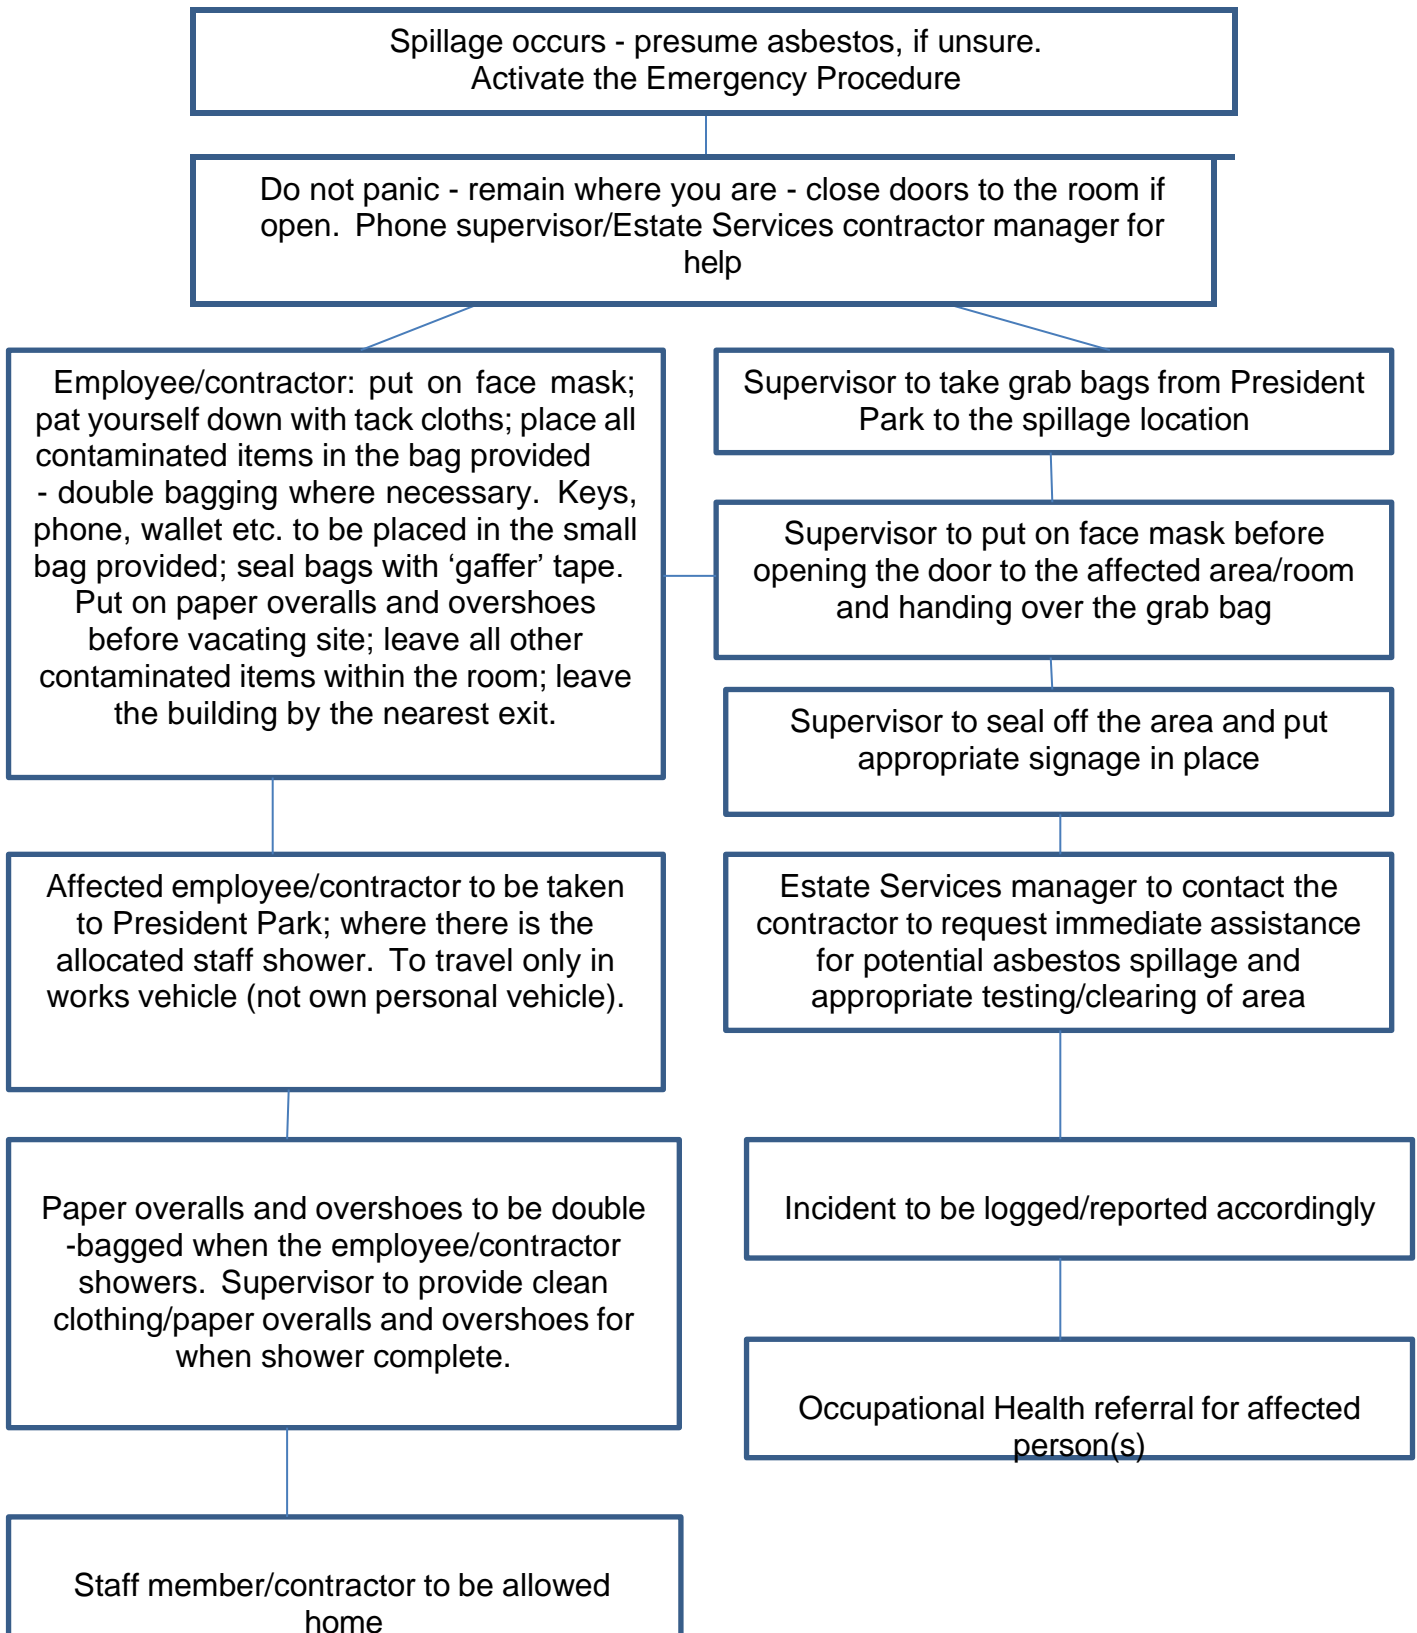 Spillage occurs - presume asbestos, if unsure.
Activate the Emergency Procedure
Do not panic - remain where you are - close doors to the room if
open. Phone supervisor/Estate Services contractor manager for
help
Employee/contractor: put on face mask;
pat yourself down with tack cloths; place all
contaminated items in the bag provided
- double bagging where necessary. Keys,
phone, wallet etc. to be placed in the small
bag provided; seal bags with ‘gaffer’ tape.
Put on paper overalls and overshoes
before vacating site; leave all other
contaminated items within the room; leave
the building by the nearest exit.
Supervisor to take grab bags from President
Park to the spillage location
Supervisor to put on face mask before
opening the door to the affected area/room
and handing over the grab bag
Supervisor to seal off the area and put
appropriate signage in place
Affected employee/contractor to be taken
to President Park; where there is the
allocated staff shower. To travel only in
works vehicle (not own personal vehicle).
Estate Services manager to contact the
contractor to request immediate assistance
for potential asbestos spillage and
appropriate testing/clearing of area
Paper overalls and overshoes to be double
-bagged when the employee/contractor
showers. Supervisor to provide clean
clothing/paper overalls and overshoes for
when shower complete.
Incident to be logged/reported accordingly
Occupational Health referral for affected
person(s)
Staff member/contractor to be allowed
home